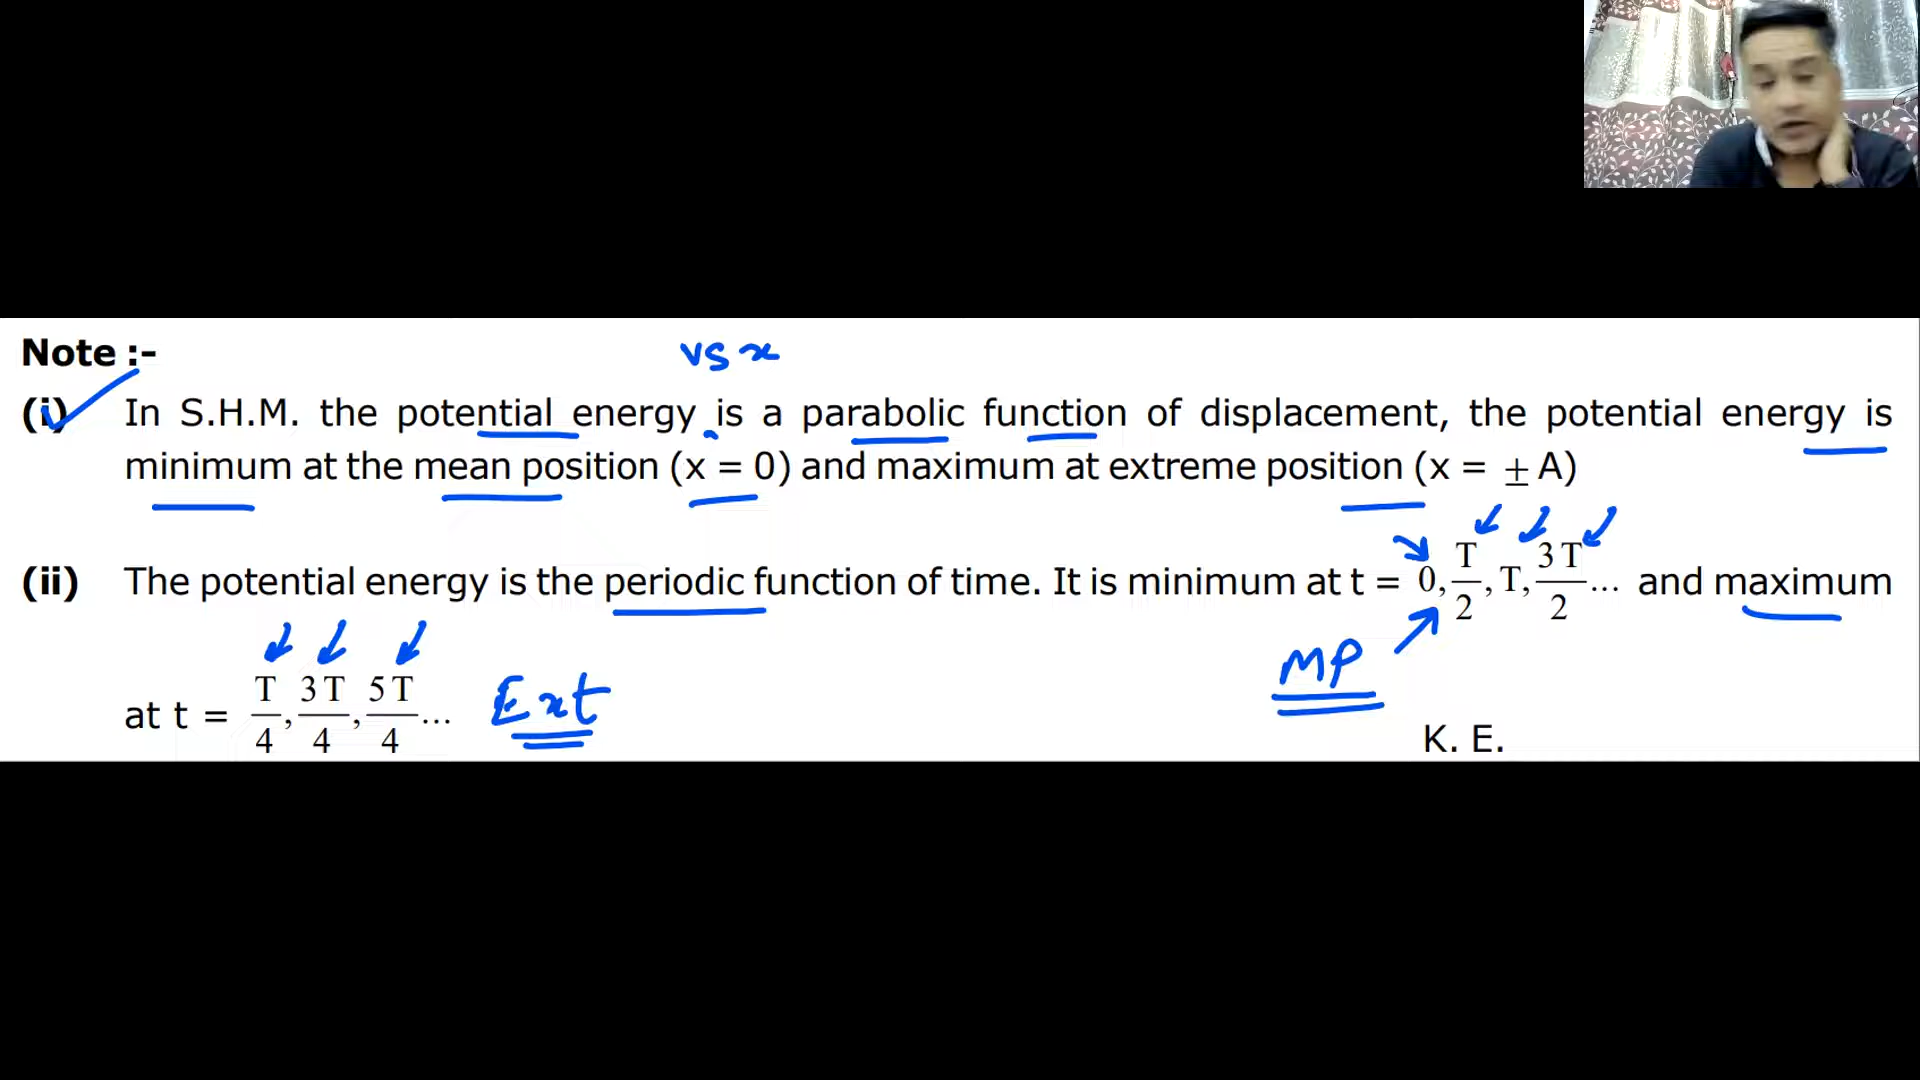 Note :-
vs x
(i) In S.H.M. the potential energy is a parabolic function of displacement, the potential energy is
minimum at the mean position (x = 0) and maximum at extreme position (x = ± A)
(ii) The potential energy is the periodic function of time. It is minimum at t = 0, T/2, T, 3T/2... and maximum
MP
at t = T/4, 3T/4, 5T/4... Ext
K. E.